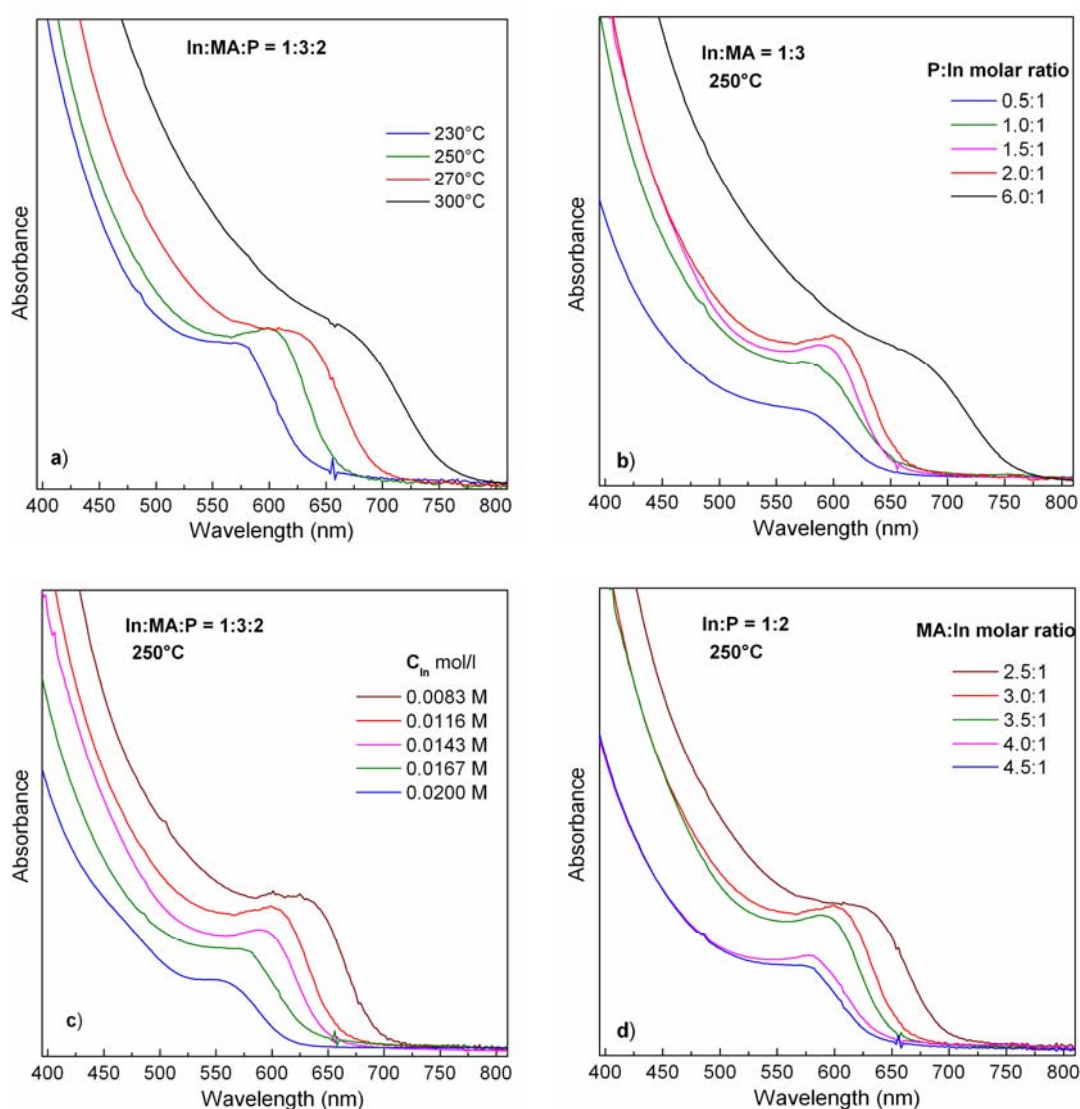 In:MA:P = 1:3:2
230°C
250°C
270°C
300°C
Absorbance
a)
400 450 500 550 600 650 700 750 800
Wavelength (nm)
In:MA = 1:3
250°C
P:In molar ratio
0.5:1
1.0:1
1.5:1
2.0:1
6.0:1
Absorbance
b)
400 450 500 550 600 650 700 750 800
Wavelength (nm)
In:MA:P = 1:3:2
250°C
C_In mol/l
0.0083 M
0.0116 M
0.0143 M
0.0167 M
0.0200 M
Absorbance
c)
400 450 500 550 600 650 700 750 800
Wavelength (nm)
In:P = 1:2
250°C
MA:In molar ratio
2.5:1
3.0:1
3.5:1
4.0:1
4.5:1
Absorbance
d)
400 450 500 550 600 650 700 750 800
Wavelength (nm)